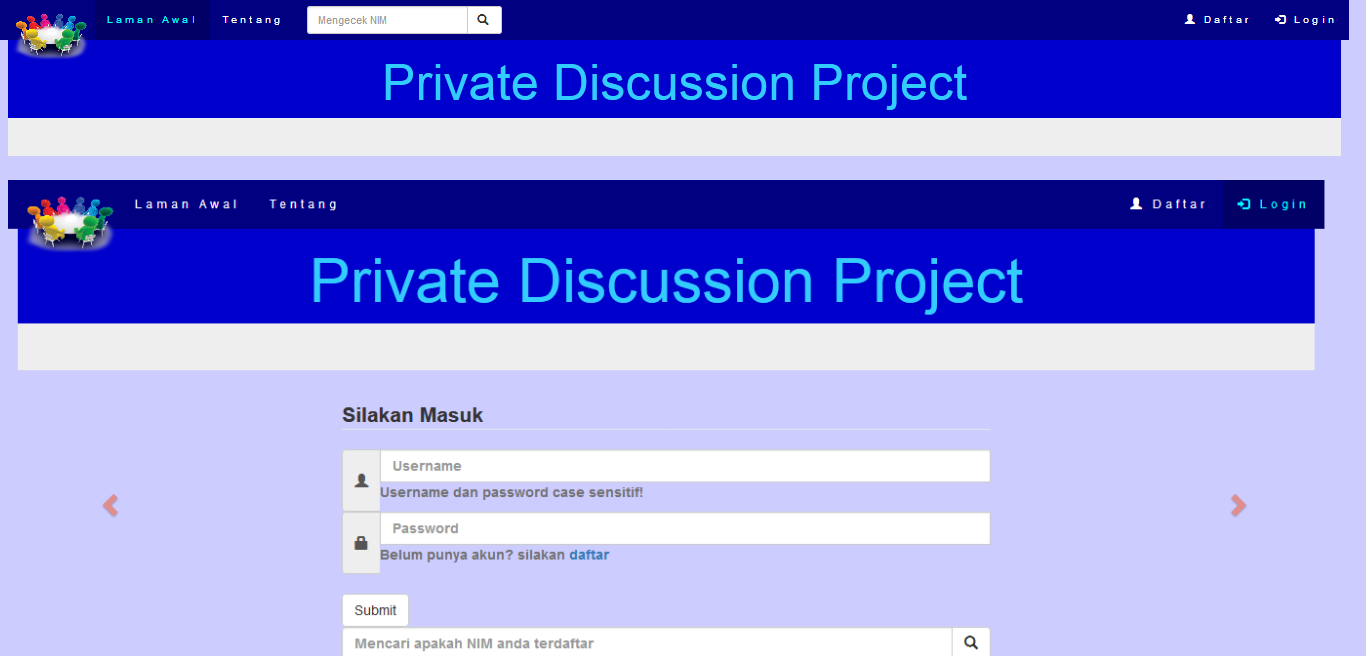 Laman Awal Tentang Mengecek NIM Daftar Login
Private Discussion Project
Laman Awal Tentang Daftar Login
Private Discussion Project
Silakan Masuk
Username
Username dan password case sensitif!
Password
Belum punya akun? silakan daftar
Submit
Mencari apakah NIM anda terdaftar